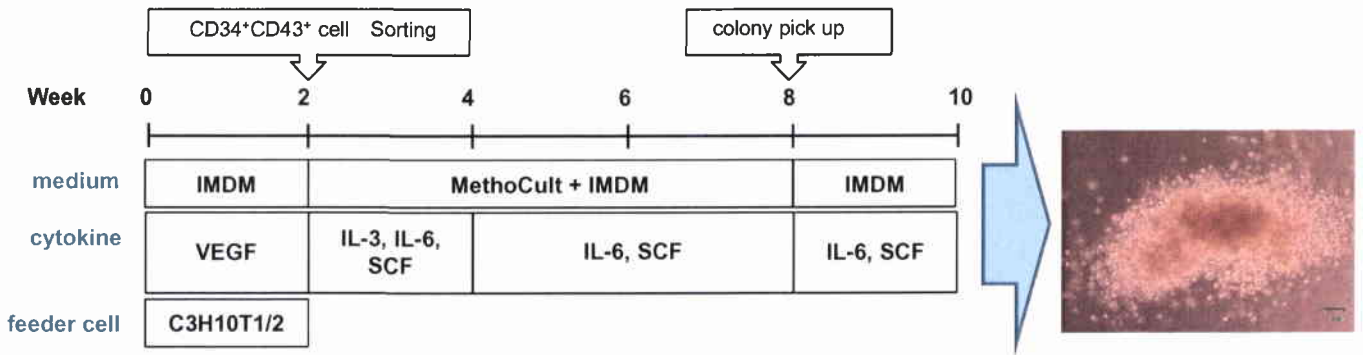 CD34⁺CD43⁺ cell Sorting
colony pick up
Week 0 2 4 6 8 10
medium IMDM MethoCult + IMDM IMDM
cytokine VEGF IL-3, IL-6,
SCF IL-6, SCF IL-6, SCF
feeder cell C3H10T1/2